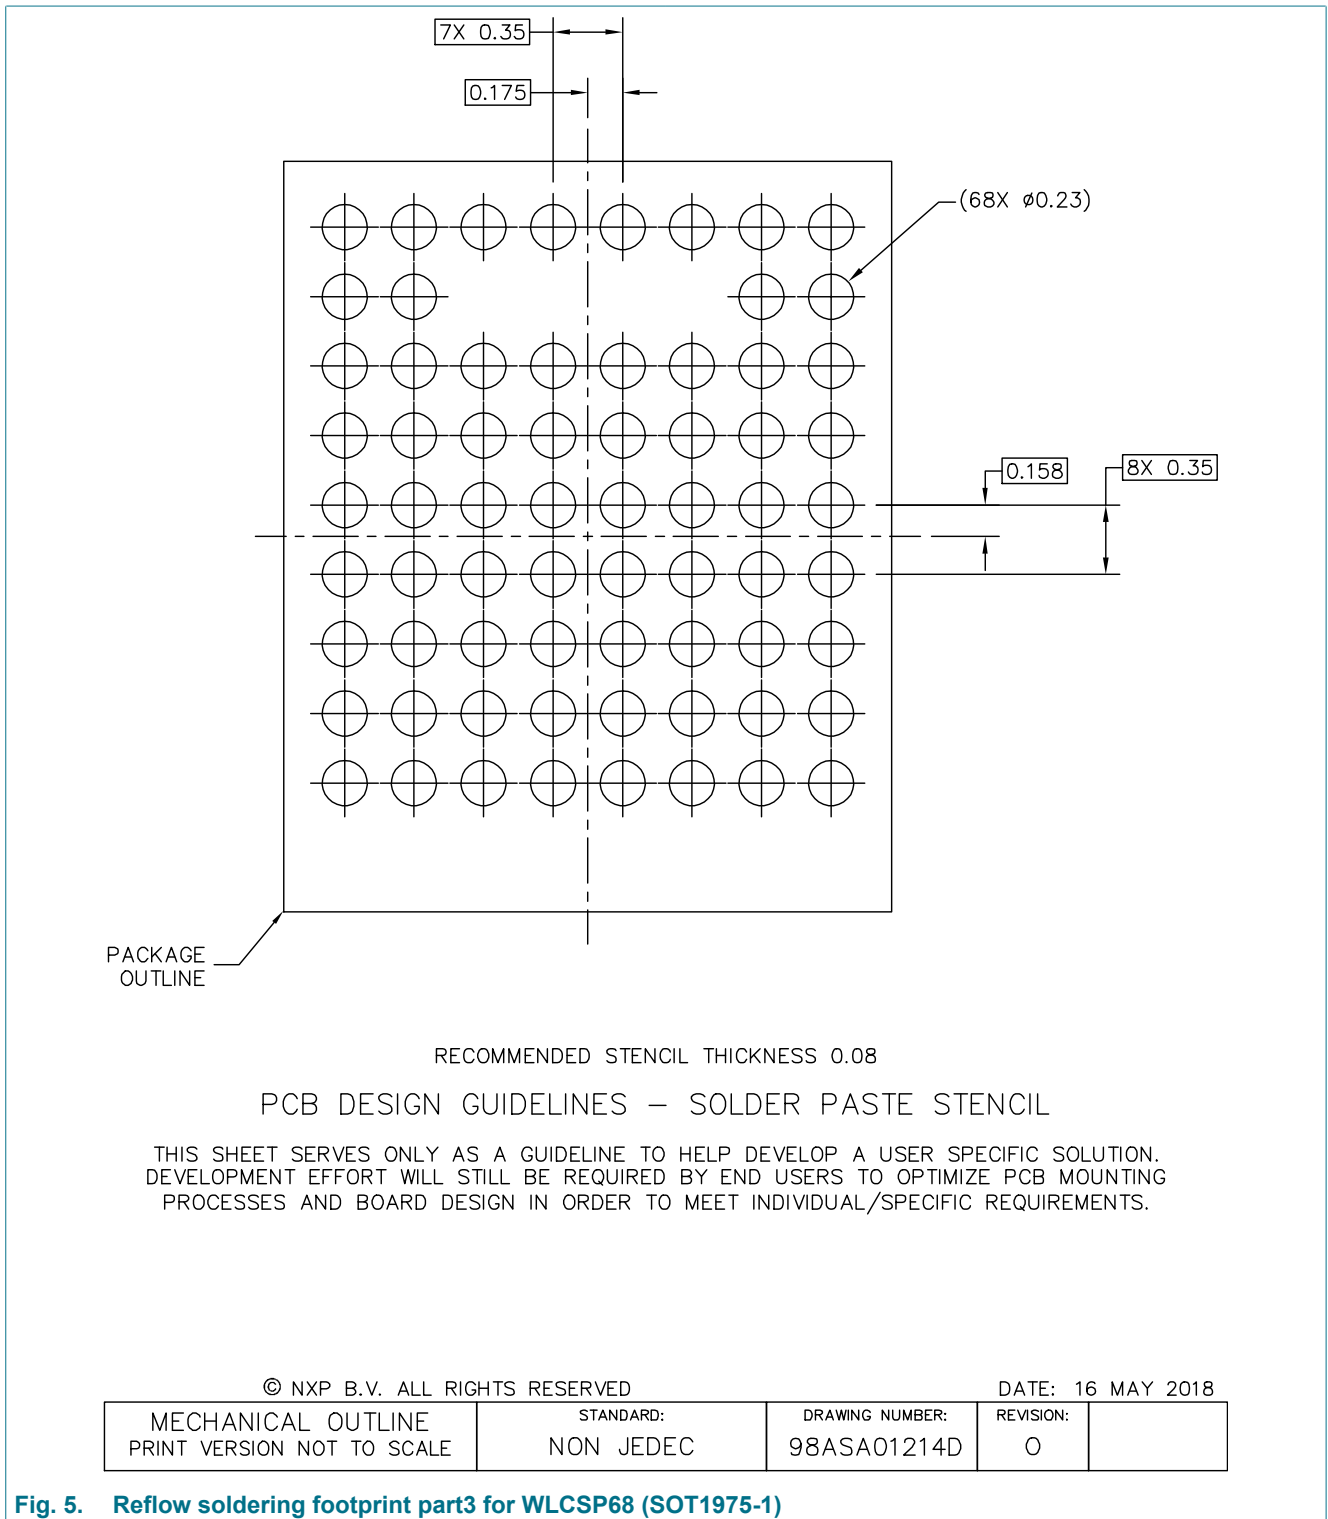 7X 0.35
0.175
(68X ø0.23)
0.158
8X 0.35
PACKAGE
OUTLINE
RECOMMENDED STENCIL THICKNESS 0.08
PCB DESIGN GUIDELINES – SOLDER PASTE STENCIL
THIS SHEET SERVES ONLY AS A GUIDELINE TO HELP DEVELOP A USER SPECIFIC SOLUTION.
DEVELOPMENT EFFORT WILL STILL BE REQUIRED BY END USERS TO OPTIMIZE PCB MOUNTING
PROCESSES AND BOARD DESIGN IN ORDER TO MEET INDIVIDUAL/SPECIFIC REQUIREMENTS.
© NXP B.V. ALL RIGHTS RESERVED
DATE: 16 MAY 2018
MECHANICAL OUTLINE
PRINT VERSION NOT TO SCALE
STANDARD:
NON JEDEC
DRAWING NUMBER:
98ASA01214D
REVISION:
O
Fig. 5. Reflow soldering footprint part3 for WLCSP68 (SOT1975-1)